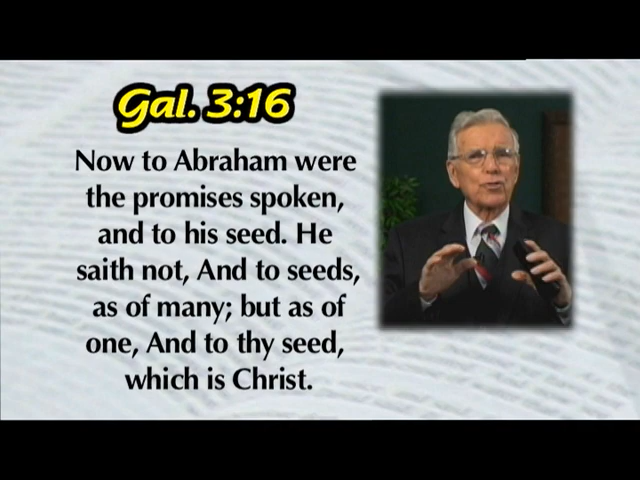 Gal. 3:16
Now to Abraham were
the promises spoken,
and to his seed. He
saith not, And to seeds,
as of many; but as of
one, And to thy seed,
which is Christ.